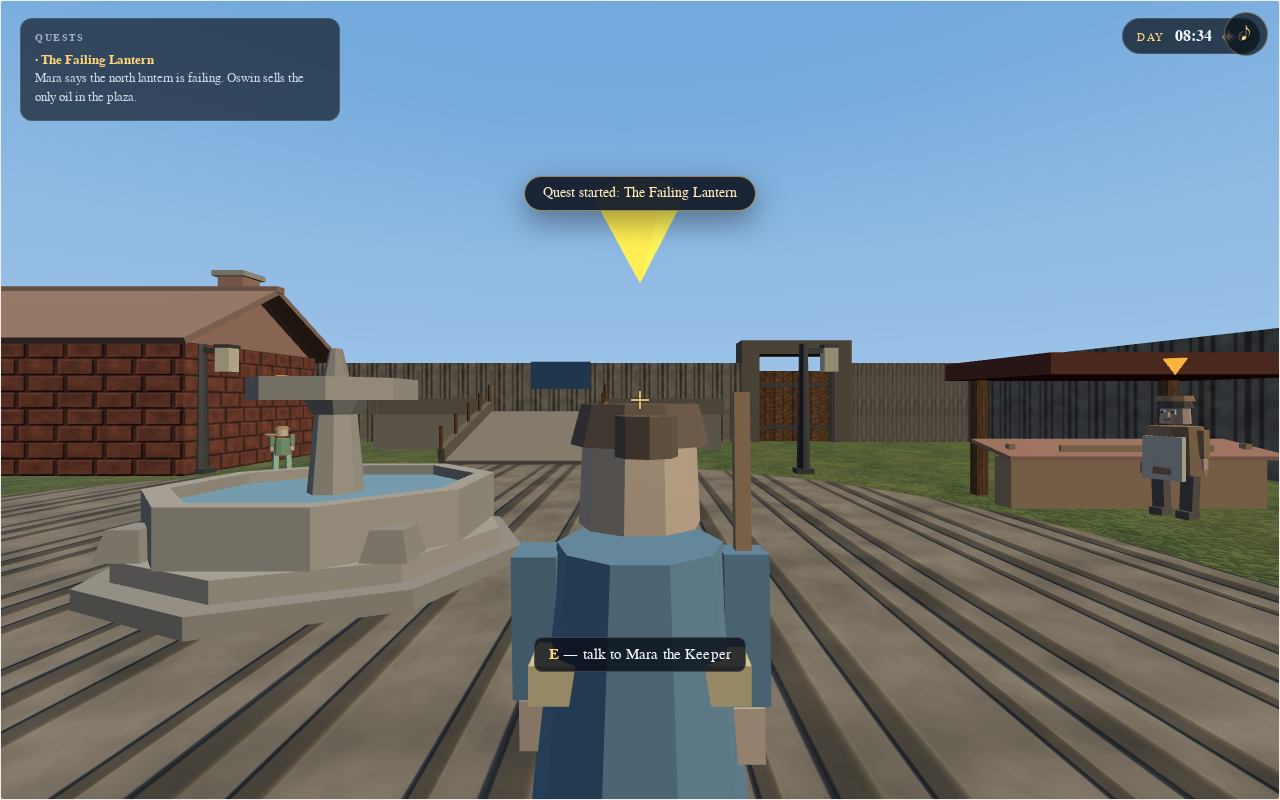 QUESTS
· The Failing Lantern
Mara says the north lantern is failing. Oswin sells the
only oil in the plaza.
DAY 08:34
Quest started: The Failing Lantern
E — talk to Mara the Keeper